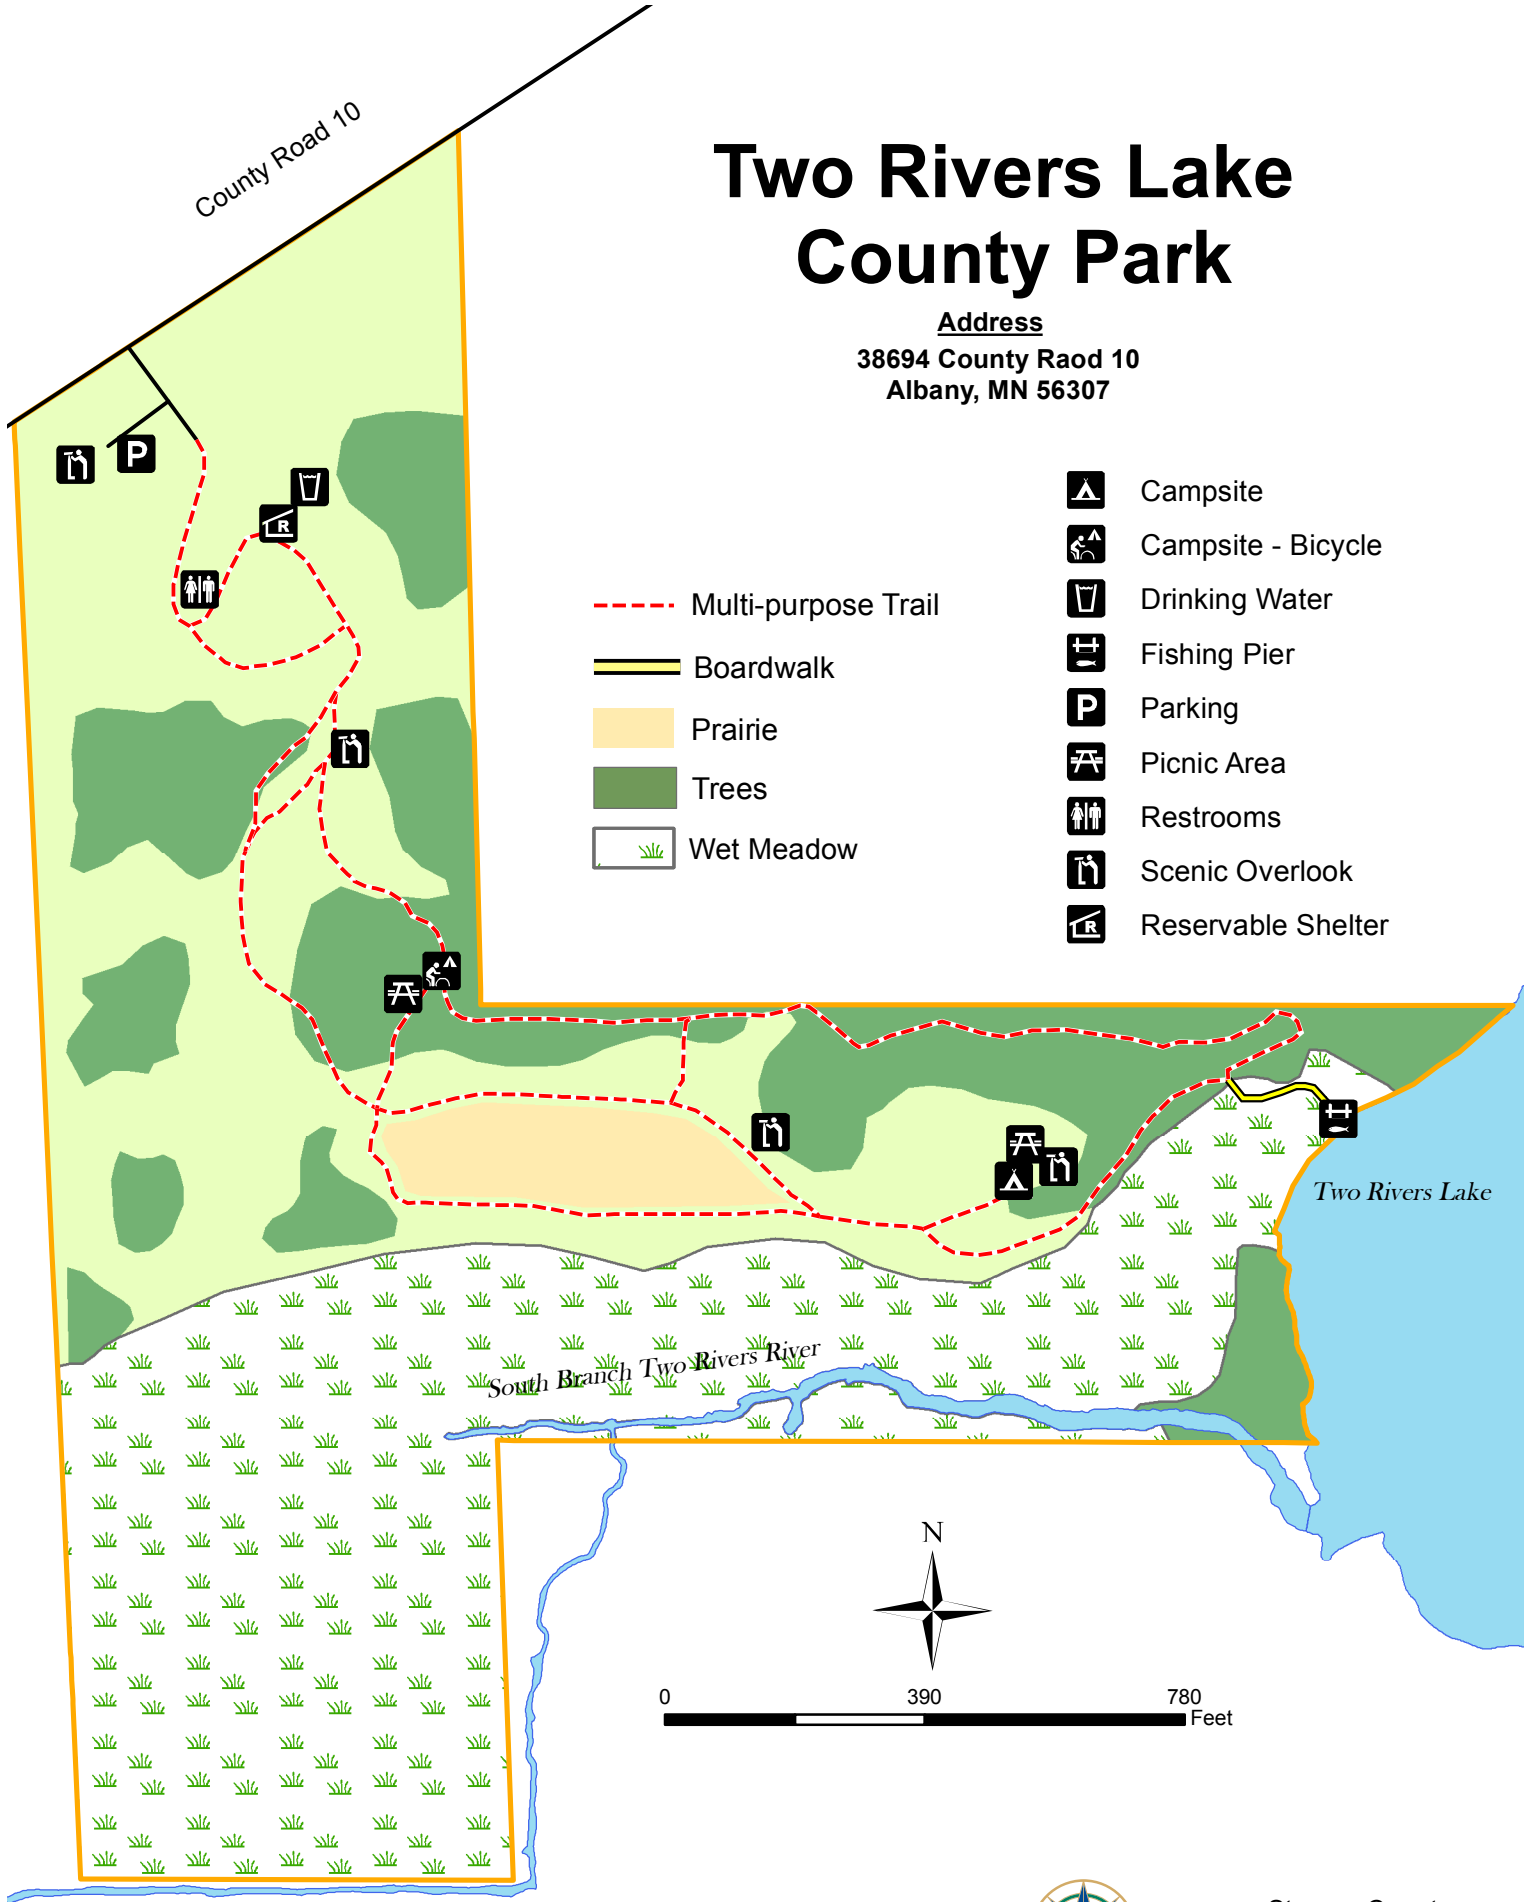 County Road 10
Two Rivers Lake
County Park
Address
38694 County Raod 10
Albany, MN 56307
P
R
Multi-purpose Trail
Boardwalk
Prairie
Trees
Wet Meadow
Campsite
Campsite - Bicycle
Drinking Water
Fishing Pier
P Parking
Picnic Area
Restrooms
Scenic Overlook
R Reservable Shelter
Two Rivers Lake
South Branch Two Rivers River
N
0 390 780
Feet